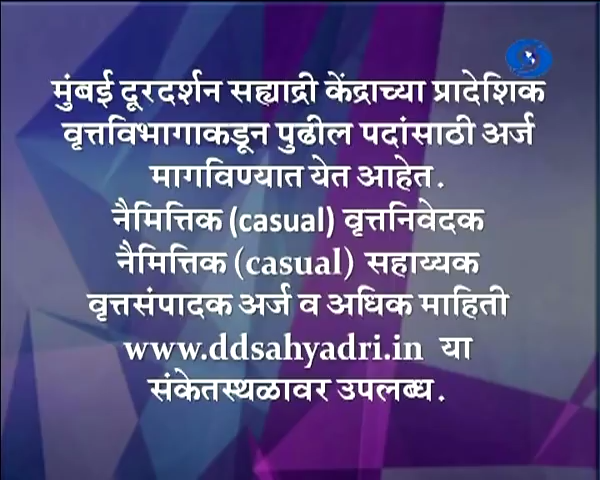 मुंबई दूरदर्शन सह्याद्री केंद्राच्या प्रादेशिक
वृत्तविभागाकडून पुढील पदांसाठी अर्ज
मागविण्यात येत आहेत.
नैमित्तिक (casual) वृत्तनिवेदक
नैमित्तिक (casual) सहाय्यक
वृत्तसंपादक अर्ज व अधिक माहिती
www.ddsahyadri.in या
संकेतस्थळावर उपलब्ध.